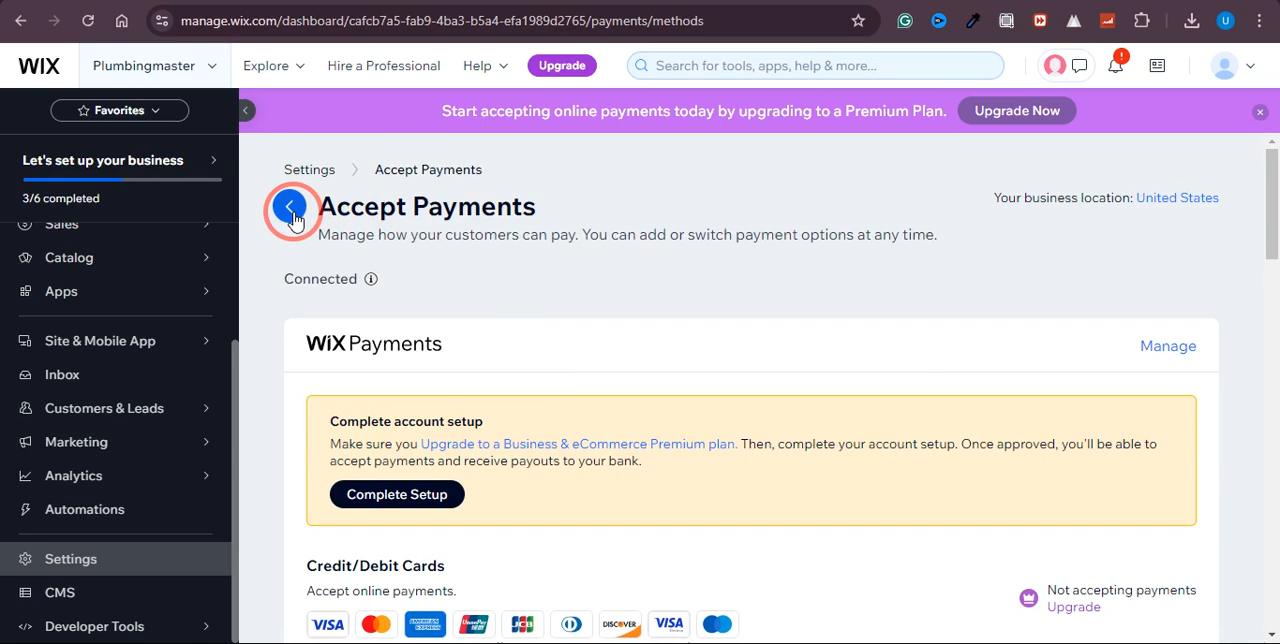 manage.wix.com/dashboard/cafcb7a5-fab9-4ba3-b5a4-efa1989d2765/payments/methods
U
WIX
Plumbingmaster
Explore
Hire a Professional
Help
Upgrade
Search for tools, apps, help & more...
!
Favorites
Start accepting online payments today by upgrading to a Premium Plan.
Upgrade Now
Let's set up your business
3/6 completed
Sales
Catalog
Apps
Site & Mobile App
Inbox
Customers & Leads
Marketing
Analytics
Automations
Settings
CMS
Developer Tools
Settings
Accept Payments
Accept Payments
Your business location: United States
Manage how your customers can pay. You can add or switch payment options at any time.
Connected
WIX Payments
Manage
Complete account setup
Make sure you Upgrade to a Business & eCommerce Premium plan. Then, complete your account setup. Once approved, you'll be able to
accept payments and receive payouts to your bank.
Complete Setup
Credit/Debit Cards
Accept online payments.
Not accepting payments
Upgrade
VISA
AMERICAN EXPRESS
UnionPay
JCB
DISCOVER
VISA